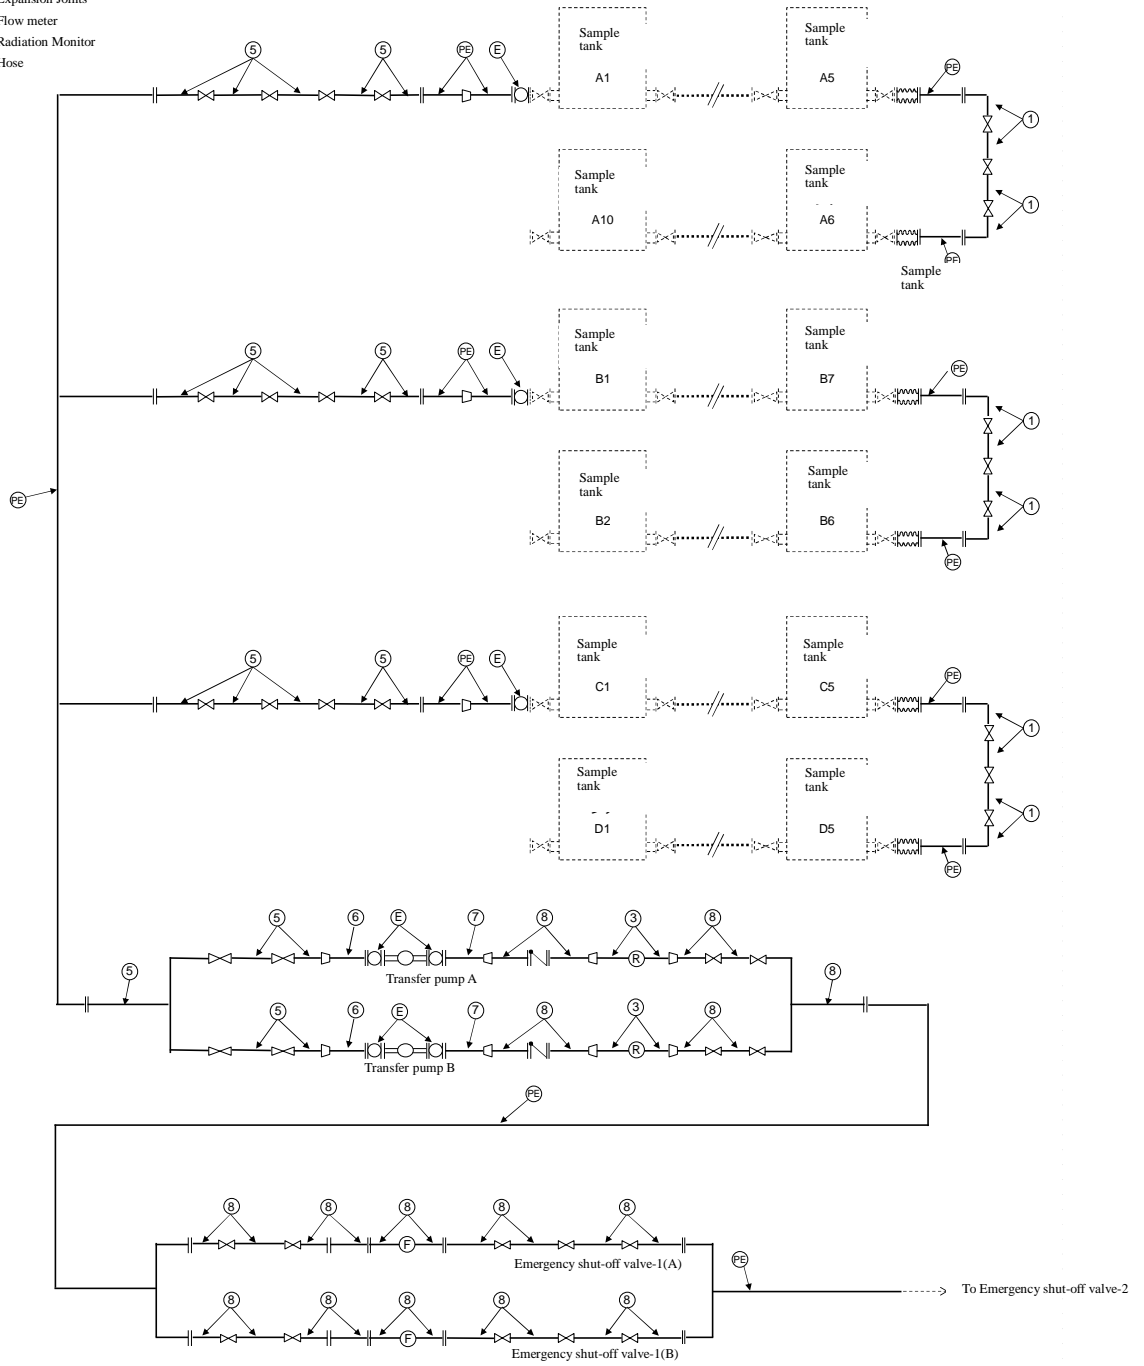 Expansion Joints
Flow meter
Radiation Monitor
Hose
5 5 PE E
Sample
tank
A1
Sample
tank
A5
PE
1
Sample
tank
A10
Sample
tank
A6
1
PE
Sample
tank
5 5 PE E
Sample
tank
B1
Sample
tank
B7
PE
1
PE
Sample
tank
B2
Sample
tank
B6
1
PE
5 5 PE E
Sample
tank
C1
Sample
tank
C5
PE
1
Sample
tank
D1
Sample
tank
D5
1
PE
5 6 E 7 8 3 8
R
Transfer pump A
5 8
5 6 E 7 8 3 8
R
Transfer pump B
PE
8 8 8 8 8
F
Emergency shut-off valve-1(A)
PE
To Emergency shut-off valve-2
8 8 8 8 8
F
Emergency shut-off valve-1(B)